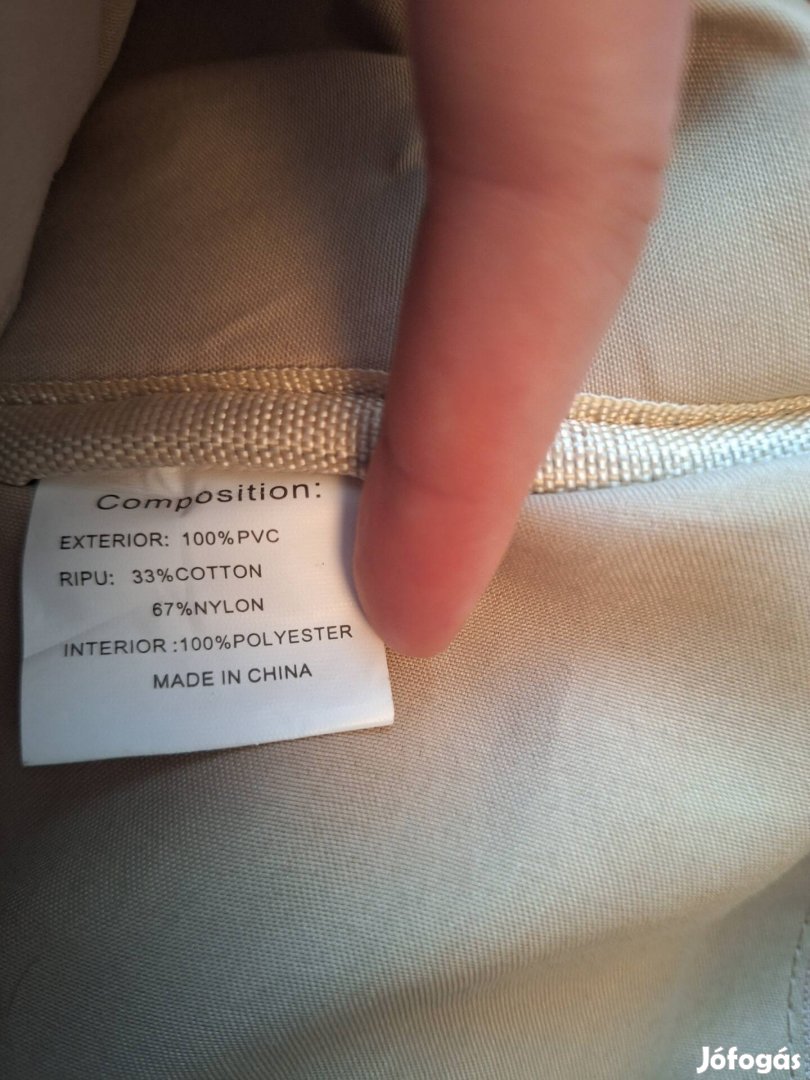 Composition:
EXTERIOR: 100%PVC
RIPU: 33%COTTON
67%NYLON
INTERIOR :100%POLYESTER
MADE IN CHINA
Jófogás